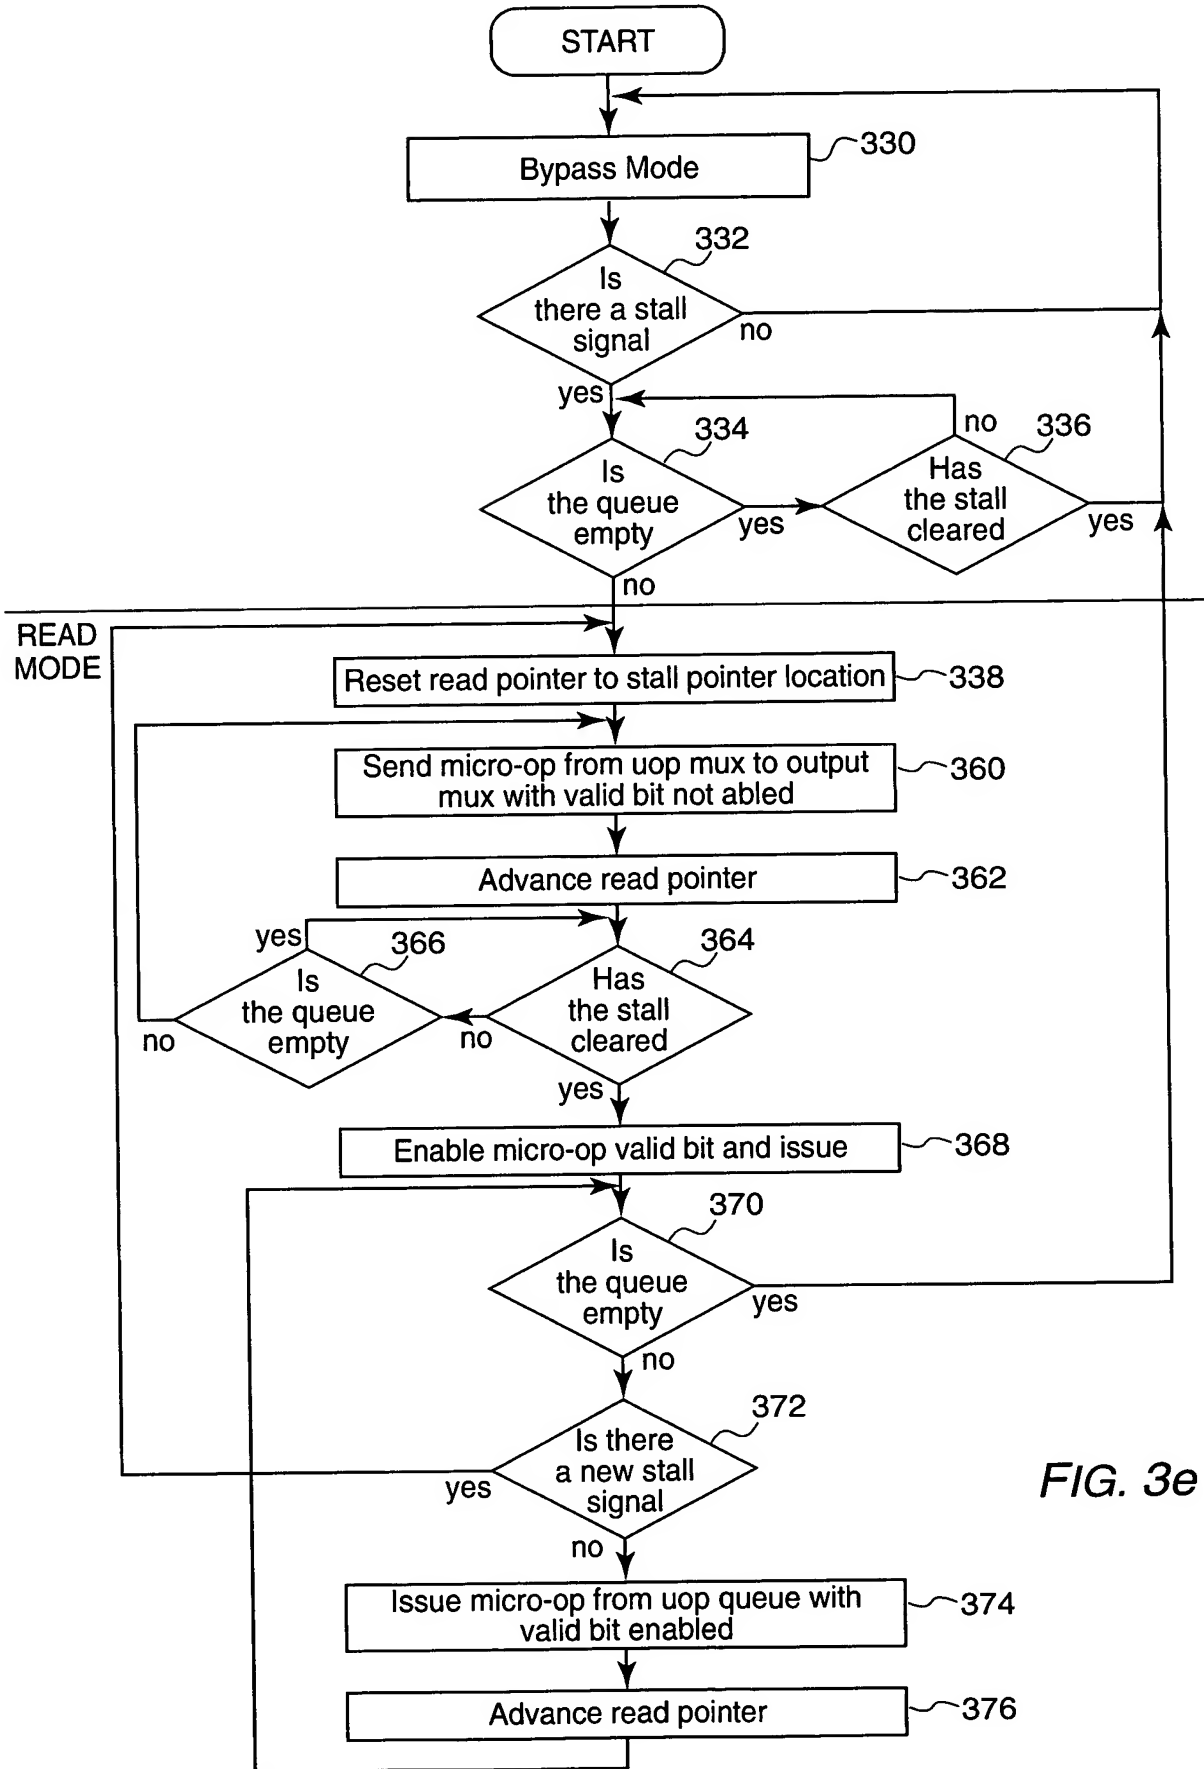 START
Bypass Mode
330
332
Is
there a stall
signal
no
yes
334
Is
the queue
empty
yes
no
336
Has
the stall
cleared
yes
no
READ
MODE
Reset read pointer to stall pointer location
338
Send micro-op from uop mux to output
mux with valid bit not abled
360
Advance read pointer
362
yes
366
Is
the queue
empty
no
364
Has
the stall
cleared
no
yes
Enable micro-op valid bit and issue
368
370
Is
the queue
empty
yes
no
372
Is there
a new stall
signal
yes
no
FIG. 3e
Issue micro-op from uop queue with
valid bit enabled
374
Advance read pointer
376